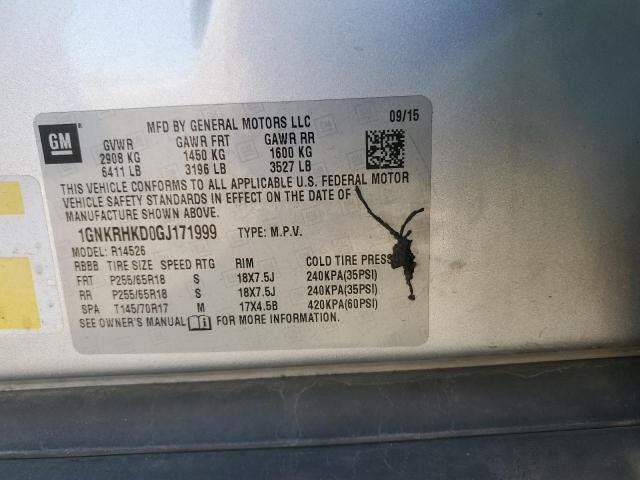 GM
MFD BY GENERAL MOTORS LLC 09/15
GVWR GAWR FRT GAWR RR
2908 KG 1450 KG 1600 KG
6411 LB 3196 LB 3527 LB
THIS VEHICLE CONFORMS TO ALL APPLICABLE U.S. FEDERAL MOTOR
VEHICLE SAFETY STANDARDS IN EFFECT ON THE DATE OF
MANUFACTURE SHOWN ABOVE.
1GNKRHKD0GJ171999 TYPE: M.P.V.
MODEL: R14526
RBBB TIRE SIZE SPEED RTG RIM COLD TIRE PRESS
FRT P255/65R18 S 18X7.5J 240KPA(35PSI)
RR P255/65R18 S 18X7.5J 240KPA(35PSI)
SPA T145/70R17 M 17X4.5B 420KPA(60PSI)
SEE OWNER'S MANUAL FOR MORE INFORMATION.